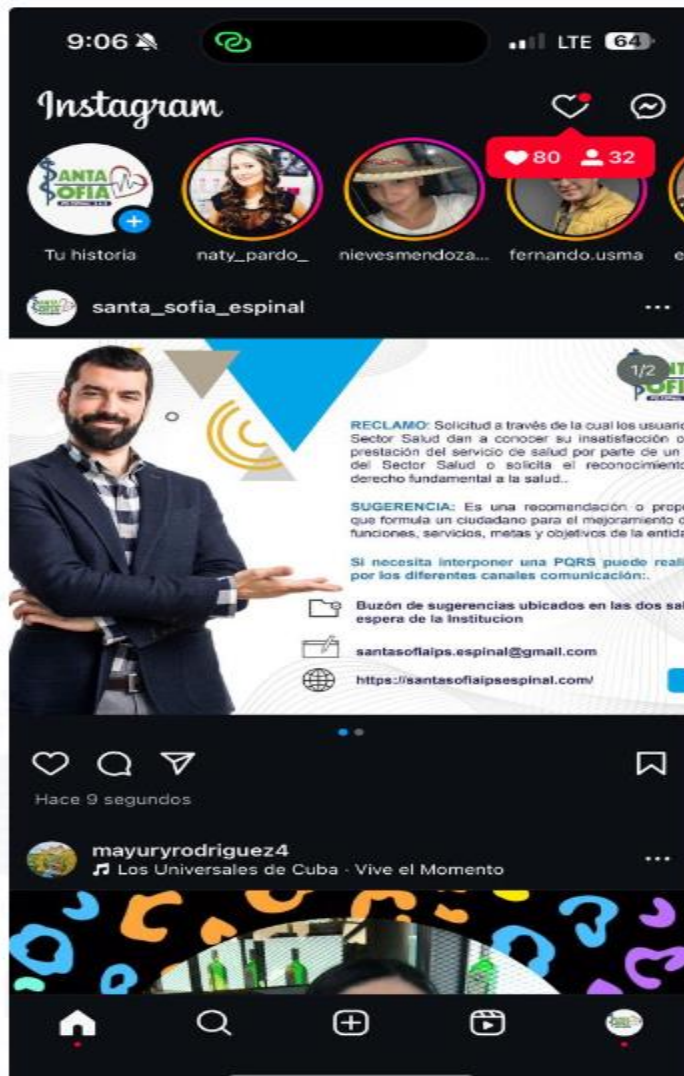 9:06
LTE 64
Instagram
80 32
SANTA
SOFIA
Tu historia
naty_pardo_
nievesmendoza...
fernando.usma
e
santa_sofia_espinal
1/2
RECLAMO: Solicitud a través de la cual los usuario
Sector Salud dan a conocer su insatisfacción o
prestación del servicio de salud por parte de un
del Sector Salud o solicita el reconocimiento
derecho fundamental a la salud..
SUGERENCIA: Es una recomendación o prop
que formula un ciudadano para el mejoramiento
funciones, servicios, metas y objetivos de la entida
Si necesita interponer una PQRS puede reali
por los diferentes canales comunicación:.
Buzón de sugerencias ubicados en las dos sal
espera de la Institucion
santasofiaips.espinal@gmail.com
https://santasofiaipsespinal.com/
Hace 9 segundos
mayuryrodriguez4
Los Universales de Cuba · Vive el Momento